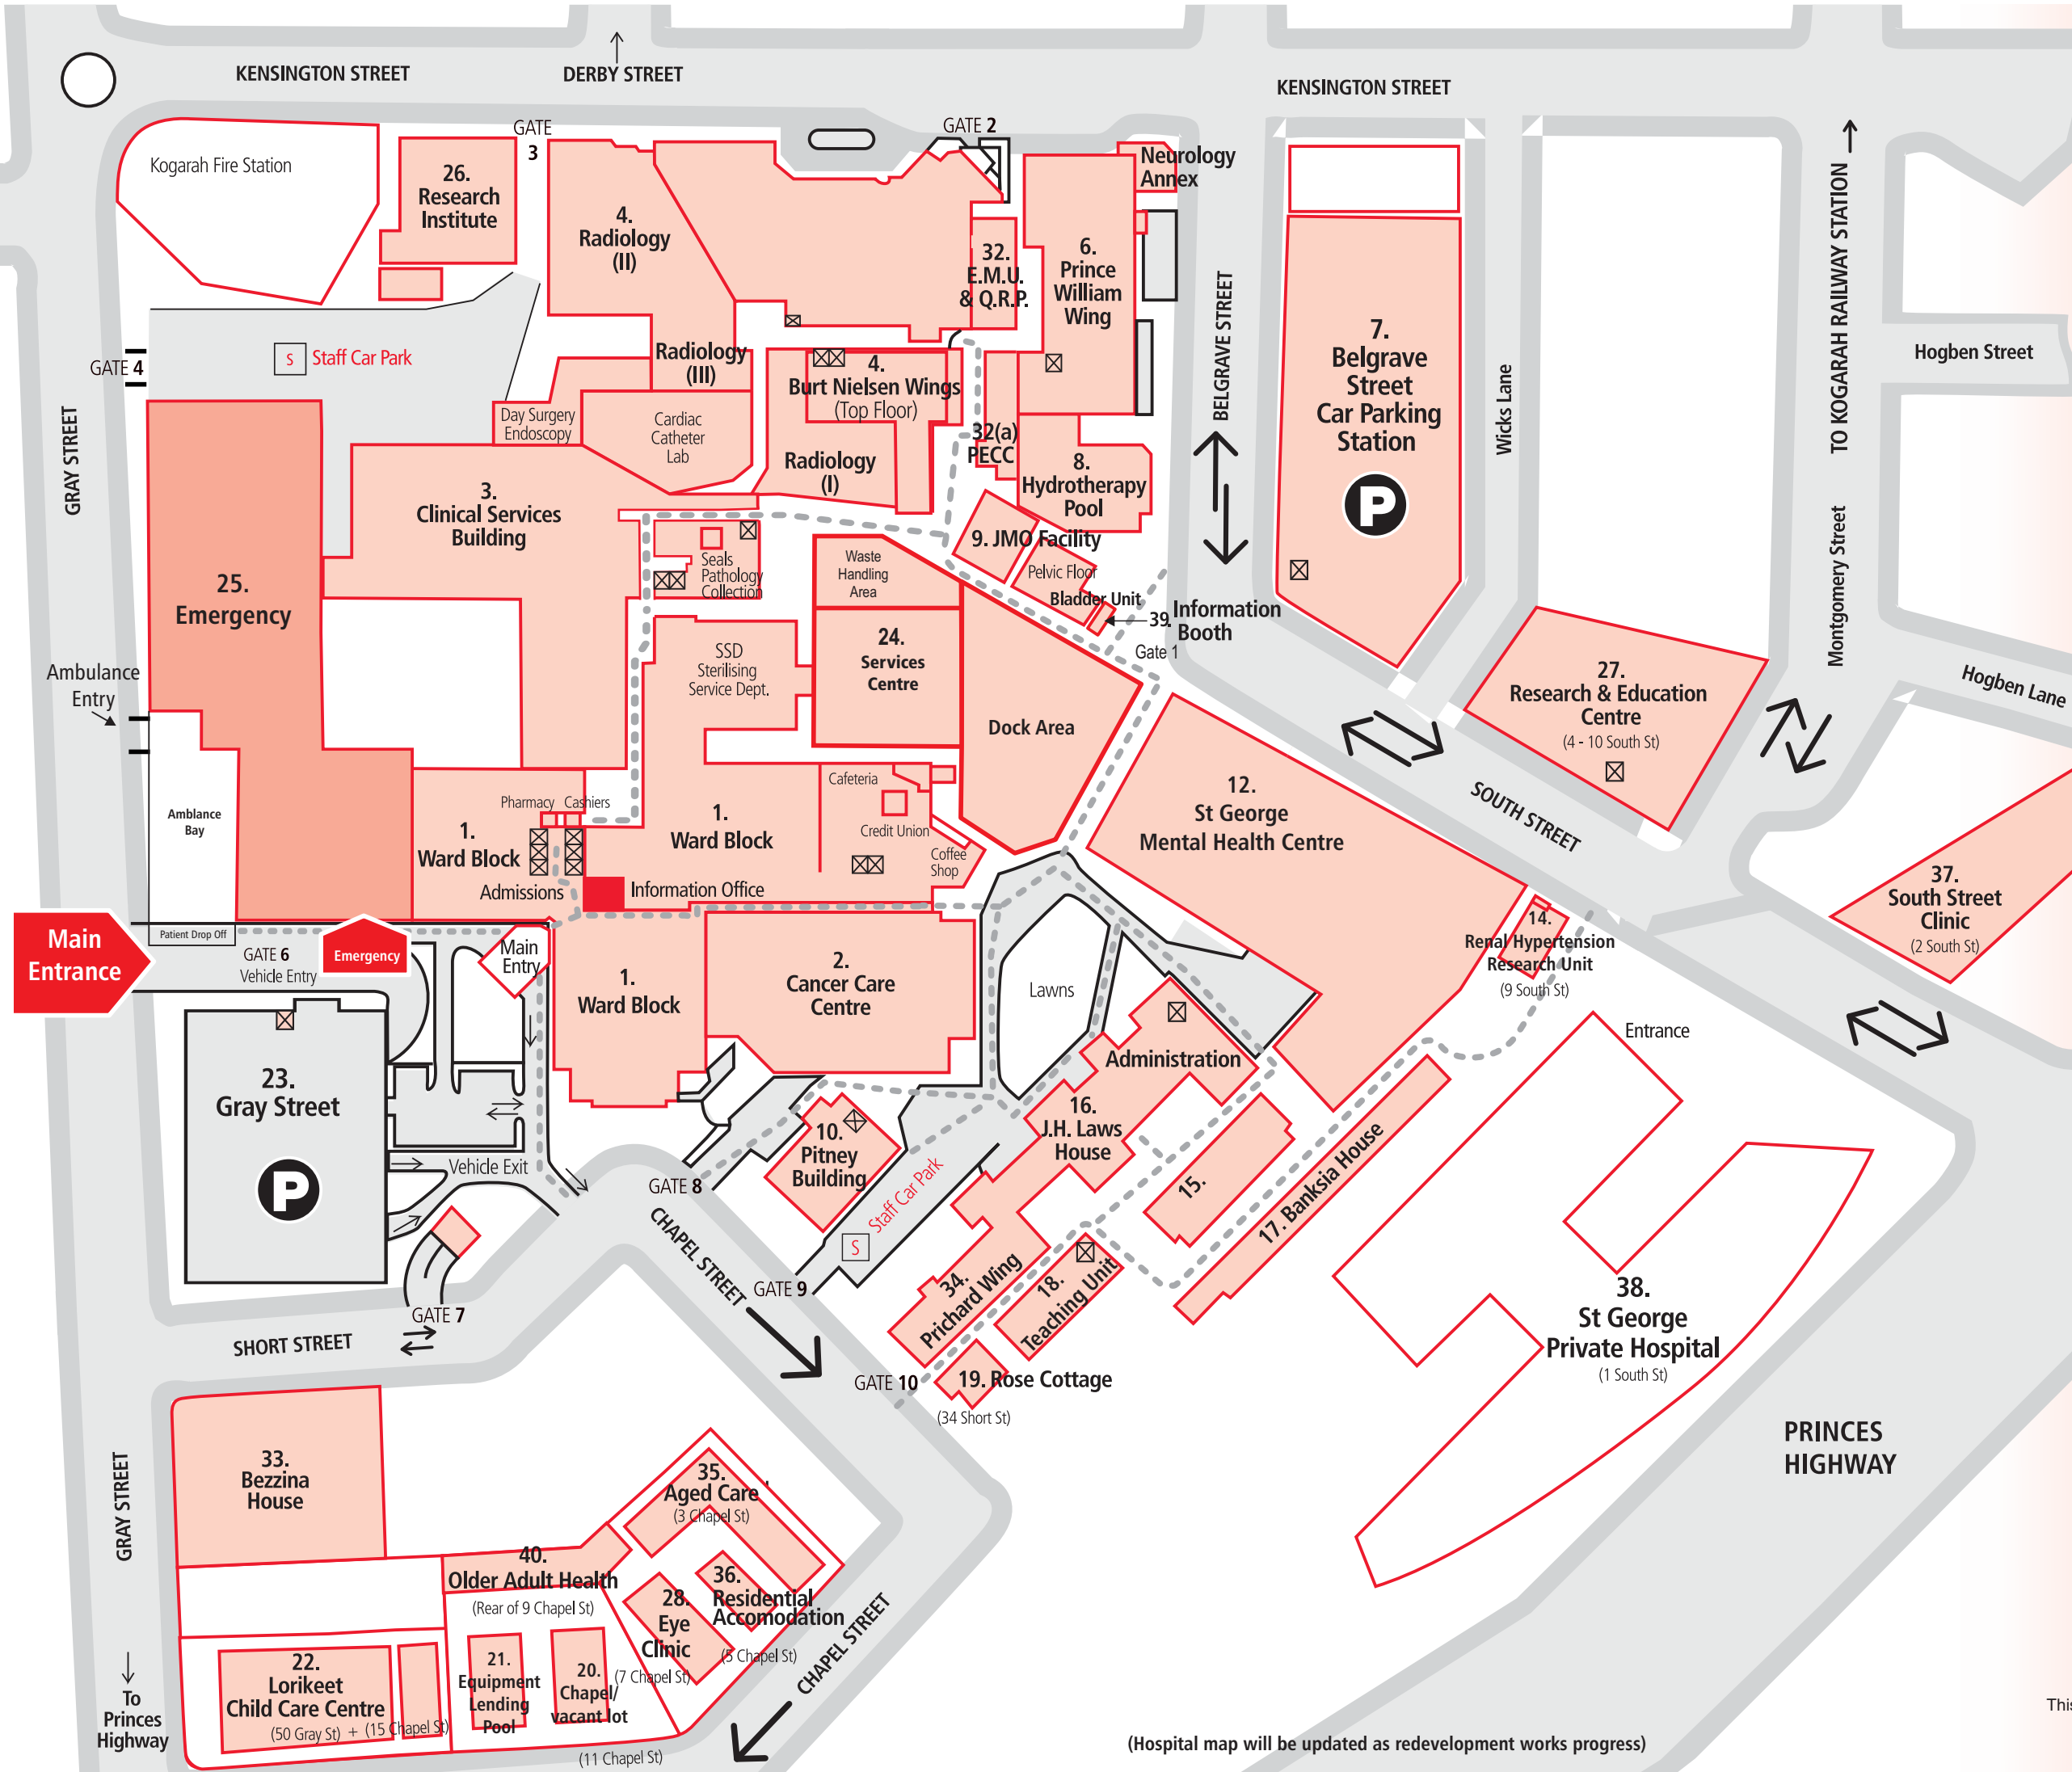 KENSINGTON STREET
DERBY STREET
KENSINGTON STREET
GATE
3
GATE 2
Kogarah Fire Station
26.
Research
Institute
4.
Radiology
(II)
Neurology
Annex
32.
E.M.U.
& Q.R.P.
6.
Prince
William
Wing
BELGRAVE STREET
7.
Belgrave
Street
Car Parking
Station
P
Wicks Lane
TO KOGARAH RAILWAY STATION
Montgomery Street
Hogben Street
Hogben Lane
GATE 4
S
Staff Car Park
GRAY STREET
Radiology
(III)
4.
Burt Nielsen Wings
(Top Floor)
Radiology
(I)
Day Surgery
Endoscopy
Cardiac
Catheter
Lab
32(a)
PECC
8.
Hydrotherapy
Pool
3.
Clinical Services
Building
9. JMO Facility
Pelvic Floor
Bladder Unit
39.
Information
Booth
Gate 1
Seals
Pathology
Collection
Waste
Handling
Area
25.
Emergency
SSD
Sterilising
Service Dept.
24.
Services
Centre
Dock Area
27.
Research & Education
Centre
(4 - 10 South St)
Ambulance
Entry
Amblance
Bay
Pharmacy
Cashiers
1.
Ward Block
Admissions
1.
Ward Block
Information Office
Cafeteria
Credit Union
Coffee
Shop
12.
St George
Mental Health Centre
SOUTH STREET
37.
South Street
Clinic
(2 South St)
14.
Renal Hypertension
Research Unit
(9 South St)
Main
Entrance
Patient Drop Off
GATE 6
Vehicle Entry
Emergency
Main
Entry
1.
Ward Block
2.
Cancer Care
Centre
Lawns
Administration
Entrance
23.
Gray Street
P
Vehicle Exit
GATE 7
GATE 8
10.
Pitney
Building
S
Staff Car Park
16.
J.H. Laws
House
15.
17. Banksia House
CHAPEL STREET
GATE 9
34.
Prichard Wing
18.
Teaching Unit
38.
St George
Private Hospital
(1 South St)
SHORT STREET
GATE 10
19. Rose Cottage
(34 Short St)
PRINCES
HIGHWAY
33.
Bezzina
House
GRAY STREET
35.
Aged Care
(3 Chapel St)
40.
Older Adult Health
(Rear of 9 Chapel St)
36.
Residential
Accomodation
(5 Chapel St)
28.
Eye
Clinic
(7 Chapel St)
CHAPEL STREET
22.
Lorikeet
Child Care Centre
(50 Gray St) + (15 Chapel St)
21.
Equipment
Lending
Pool
20.
Chapel/
vacant lot
(11 Chapel St)
To
Princes
Highway
This
(Hospital map will be updated as redevelopment works progress)